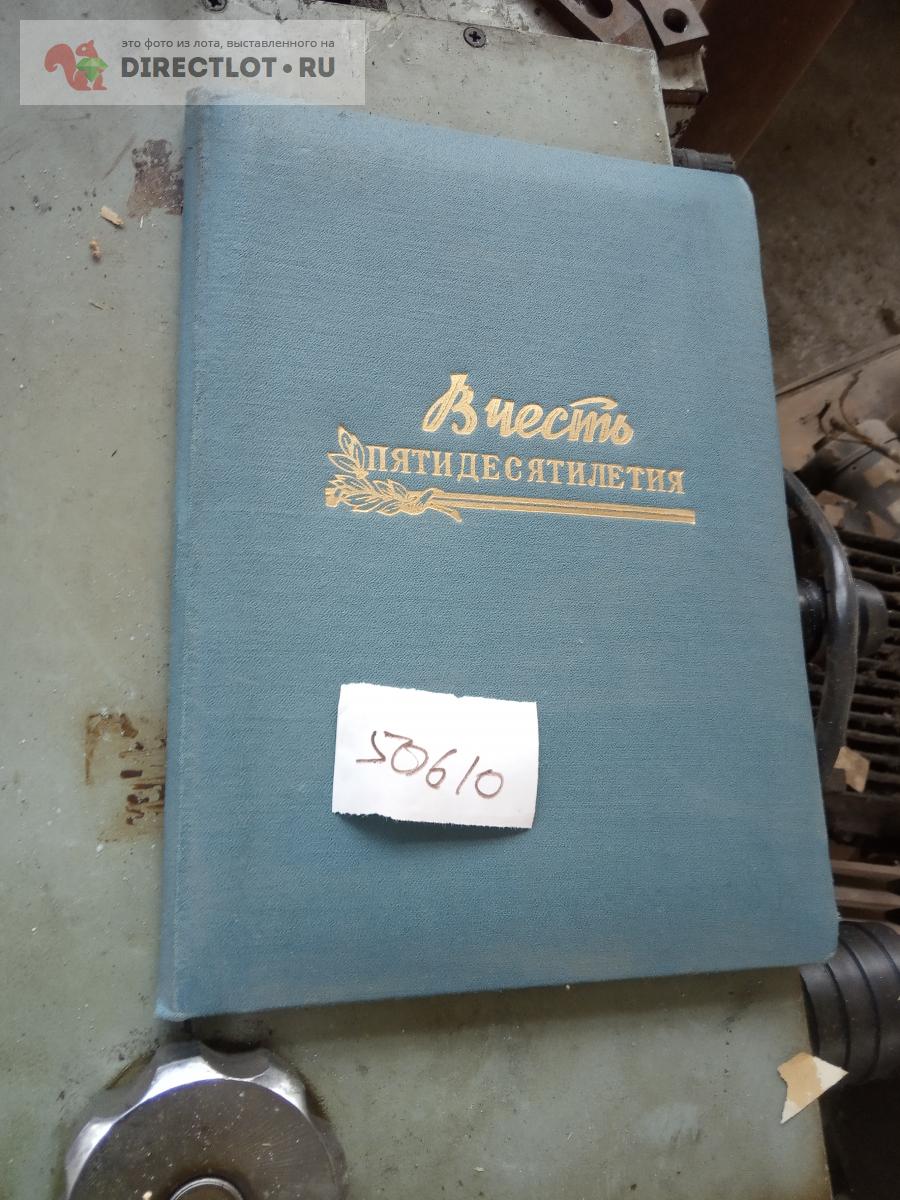 это фото из лота, выставленного на
DIRECTLOT•RU
В честь
ПЯТИДЕСЯТИЛЕТИЯ
50610